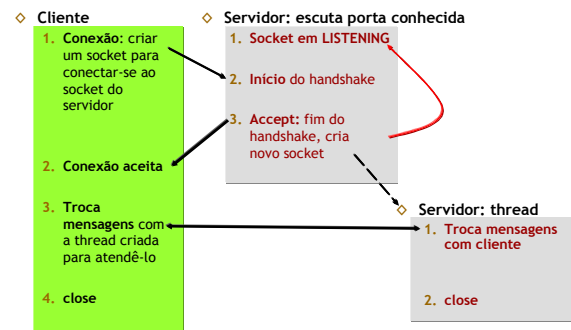 Cliente
1. Conexão: criar
um socket para
conectar-se ao
socket do
servidor
2. Conexão aceita
3. Troca
mensagens com
a thread criada
para atendê-lo
4. close
Servidor: escuta porta conhecida
1. Socket em LISTENING
2. Início do handshake
3. Accept: fim do
handshake, cria
novo socket
Servidor: thread
1. Troca mensagens
com cliente
2. close